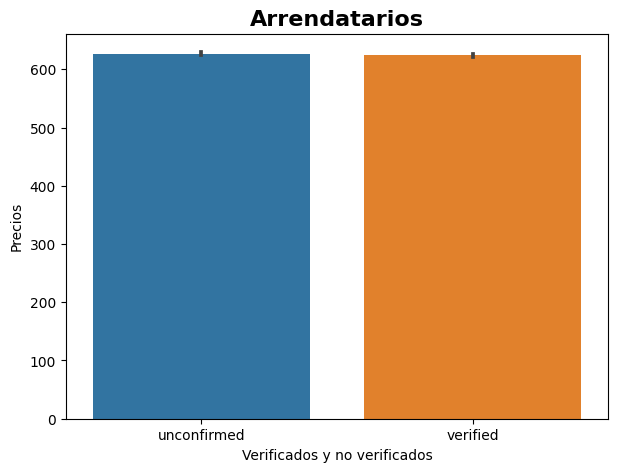 Arrendatarios
Precios
600
500
400
300
200
100
0
unconfirmed
verified
Verificados y no verificados